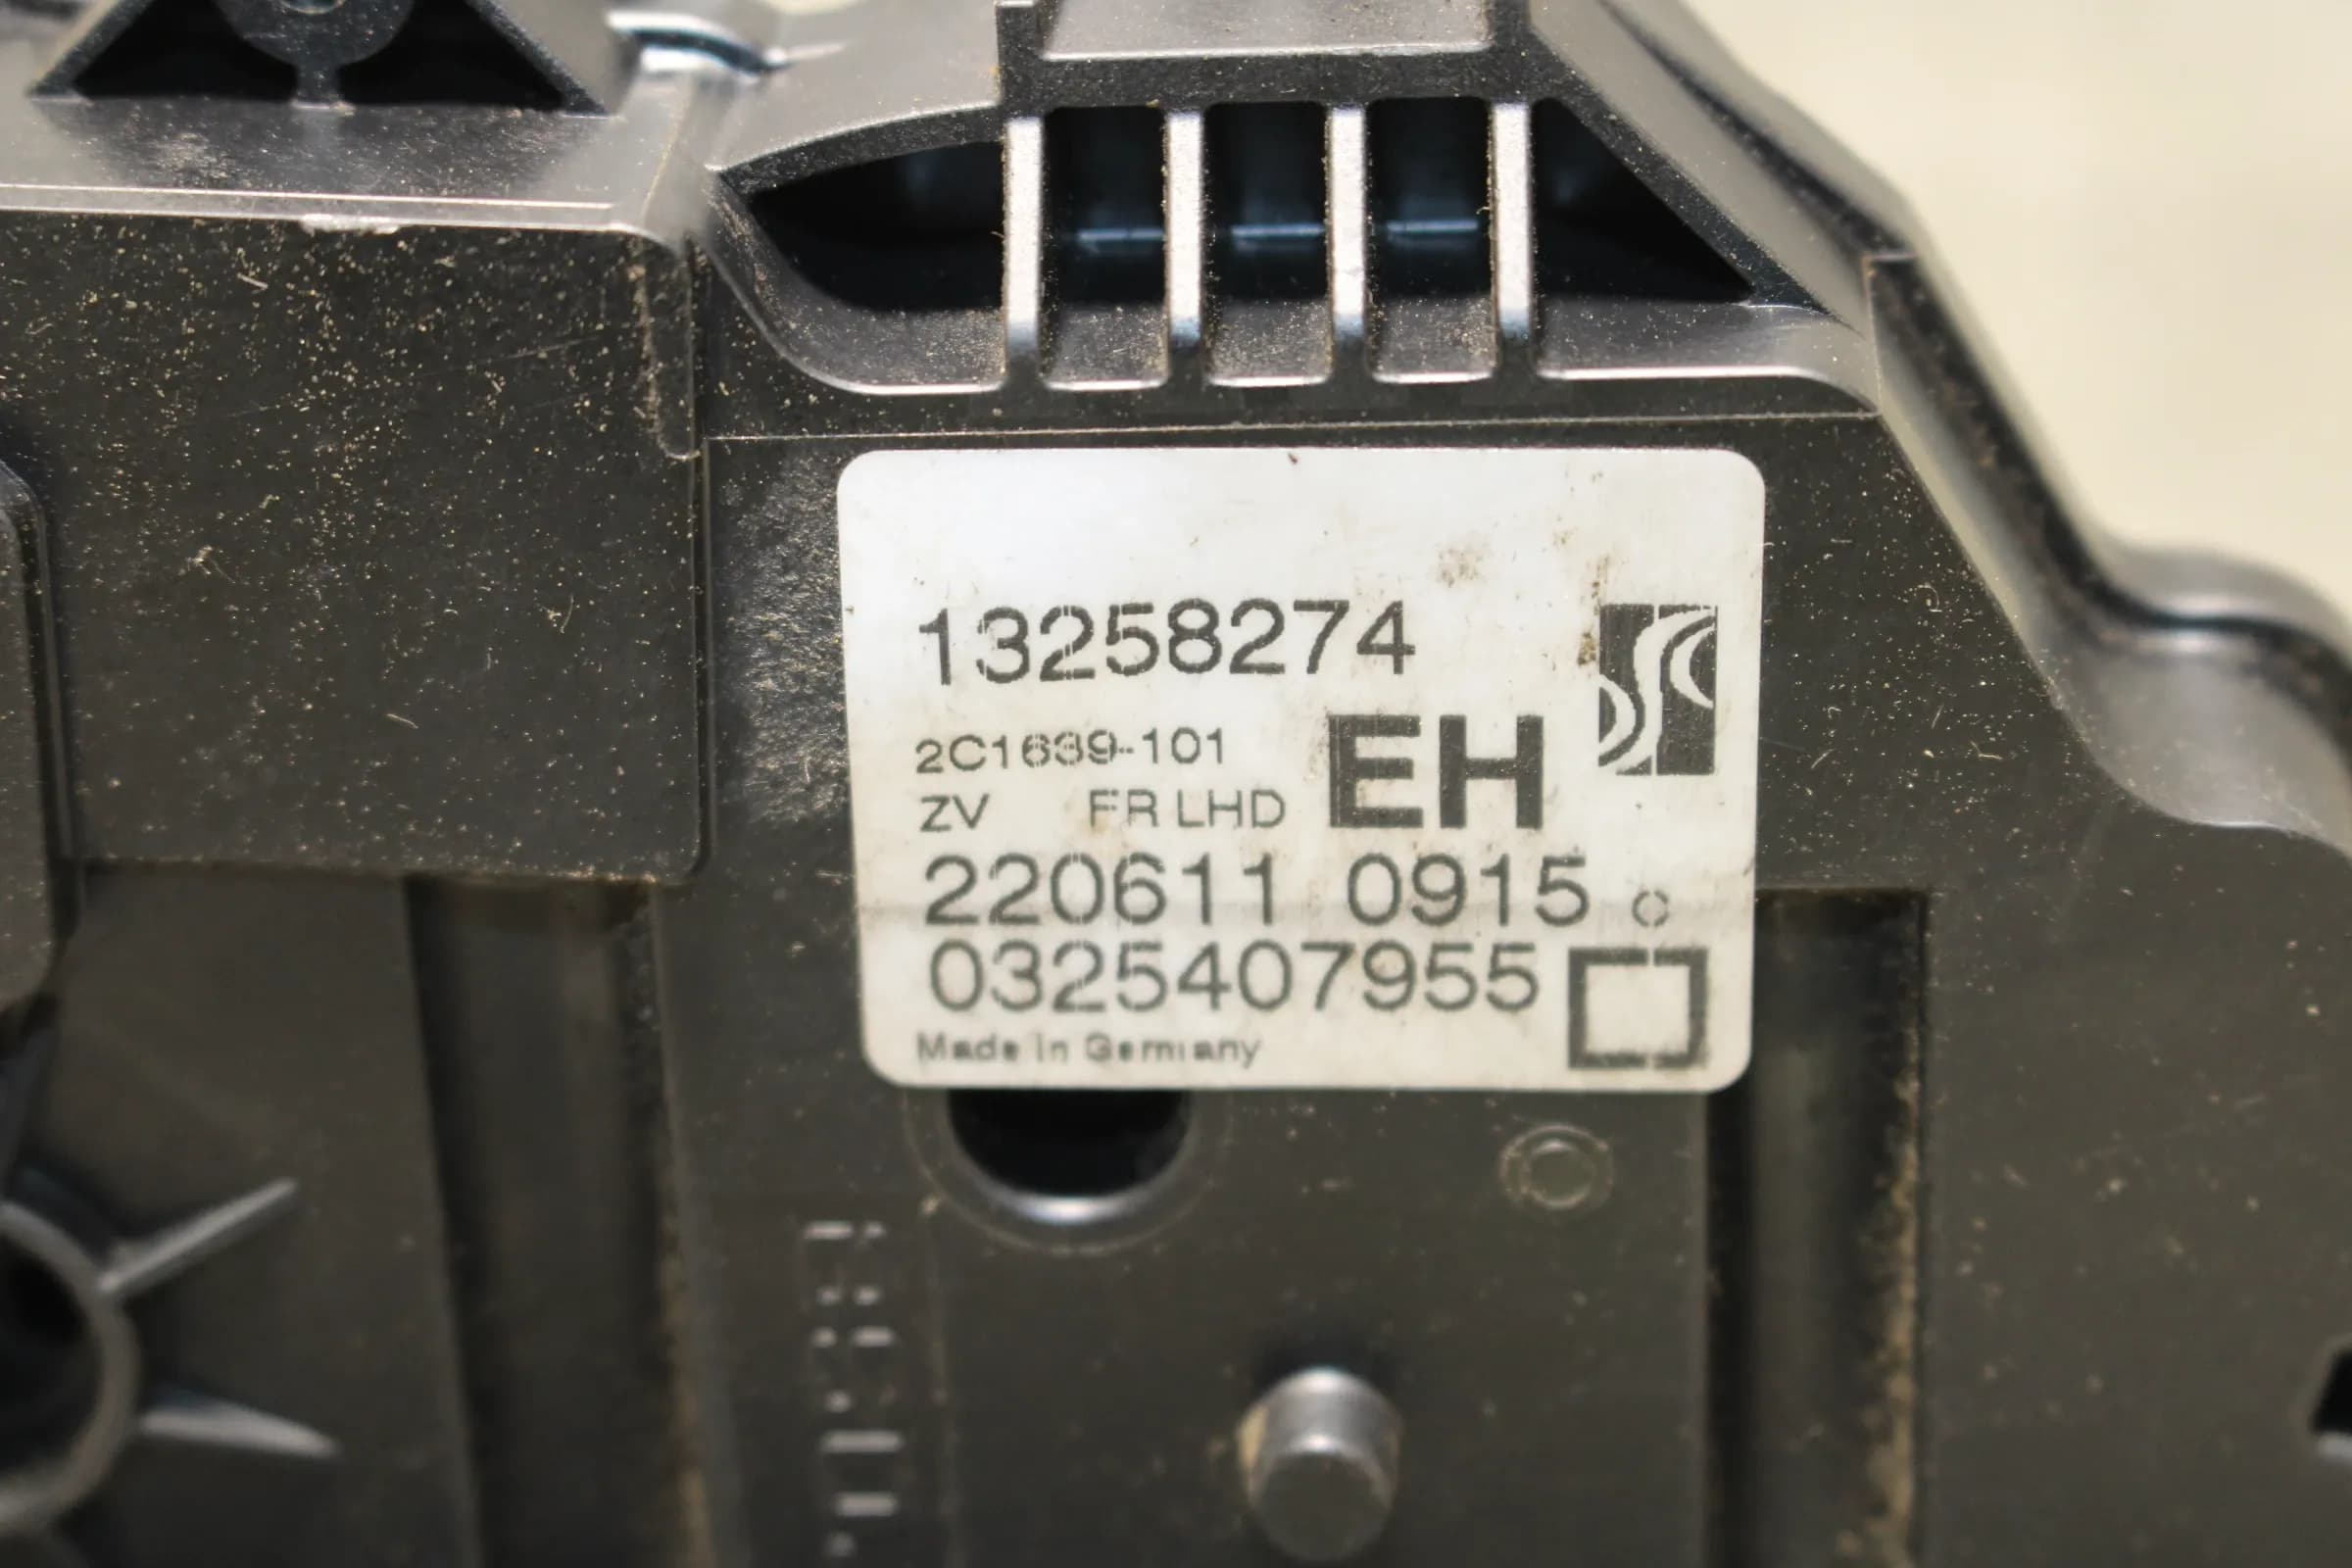 13258274
2C1639-101
EH
ZV FR LHD
220611 0915
0325407955
Made in Germany